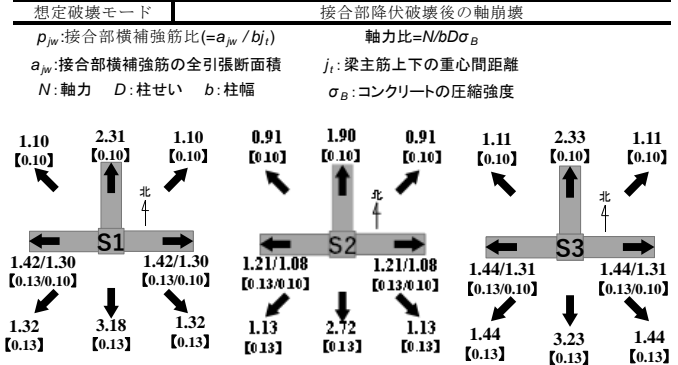 想定破壊モード 接合部降伏破壊後の軸崩壊
pjw:接合部横補強筋比(=ajw / bjt) 軸力比=N/bDσB
ajw:接合部横補強筋の全引張断面積 jt:梁主筋上下の重心間距離
N:軸力 D:柱せい b:柱幅 σB:コンクリートの圧縮強度
1.10 2.31 1.10 0.91 1.90 0.91 1.11 2.33 1.11
【0.10】 【0.10】 【0.10】 【0.10】 【0.10】 【0.10】 【0.10】 【0.10】 【0.10】
北 北 北
S1 S2 S3
1.42/1.30 1.42/1.30 1.21/1.08 1.21/1.08 1.44/1.31 1.44/1.31
【0.13/0.10】 【0.13/0.10】 【0.13/0.10】 【0.13/0.10】 【0.13/0.10】 【0.13/0.10】
1.32 3.18 1.32 1.13 2.72 1.13 1.44 3.23 1.44
【0.13】 【0.13】 【0.13】 【0.13】 【0.13】 【0.13】 【0.13】 【0.13】 【0.13】